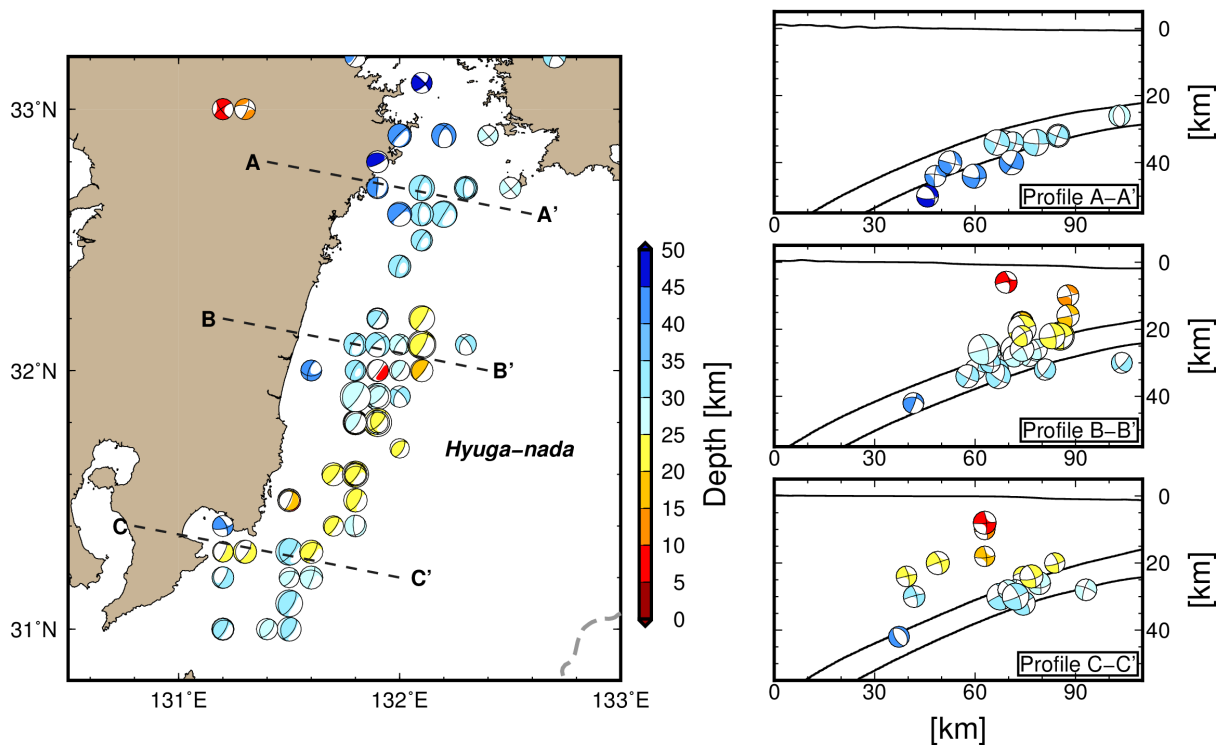 33˚N
32˚N
31˚N
131˚E
132˚E
133˚E
A
A'
B
B'
C
C'
Hyuga−nada
50
45
40
35
30
25
20
15
10
5
0
Depth [km]
0
20
40
[km]
Profile A−A'
0
30
60
90
0
20
40
[km]
Profile B−B'
0
30
60
90
0
20
40
[km]
Profile C−C'
0
30
60
90
[km]